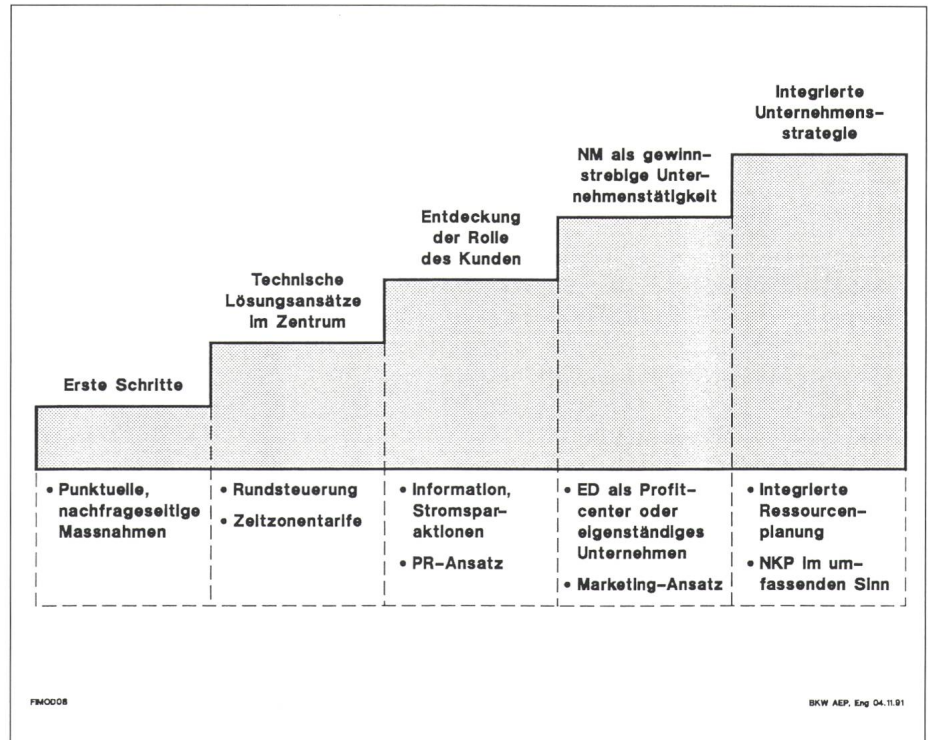 Erste Schritte
Technische
Lösungsansätze
im Zentrum
Entdeckung
der Rolle
des Kunden
NM als gewinn-
strebige Unter-
nehmenstätigkeit
Integrierte
Unternehmens-
strategie
• Punktuelle,
nachfrageseitige
Massnahmen
• Rundsteuerung
• Zeitzonentarife
• Information,
Stromspar-
aktionen
• PR-Ansatz
• ED als Profit-
center oder
eigenständiges
Unternehmen
• Marketing-Ansatz
• Integrierte
Ressourcen-
planung
• NKP im um-
fassenden Sinn
FIMOD08
BKW AEP, Eng 04.11.91